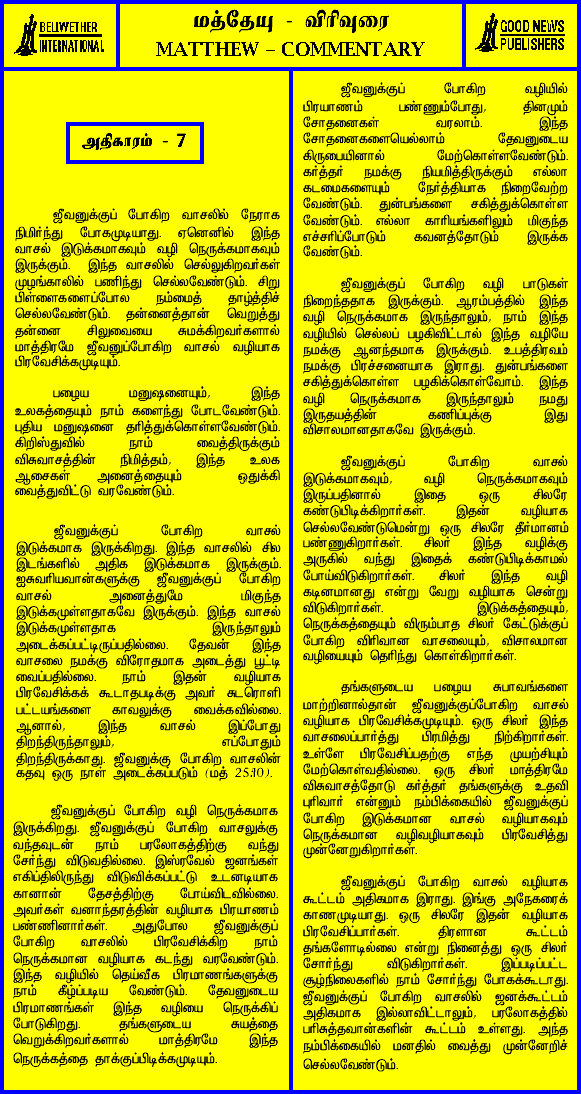 BELLWETHER
INTERNATIONAL
மத்தேயு - விரிவுரை
MATTHEW – COMMENTARY
GOOD NEWS
PUBLISHERS
அதிகாரம் - 7
ஜீவனுக்குப் போகிற வாசலில் நேராக
நிமிர்ந்து போகமுடியாது. ஏனெனில் இந்த
வாசல் இடுக்கமாகவும் வழி நெருக்கமாகவும்
இருக்கும். இந்த வாசலில் செல்லுகிறவர்கள்
முழங்காலில் பணிந்து செல்லவேண்டும். சிறு
பிள்ளைகளைப்போல நம்மைத் தாழ்த்திச்
செல்லவேண்டும். தன்னைத்தான் வெறுத்து
தன்னை சிலுவையை சுமக்கிறவர்களால்
மாத்திரமே ஜீவனுப்போகிற வாசல் வழியாக
பிரவேசிக்கமுடியும்.
பழைய மனுஷனையும், இந்த
உலகத்தையும் நாம் களைந்து போடவேண்டும்.
புதிய மனுஷனை தரித்துக்கொள்ளவேண்டும்.
கிறிஸ்துவில் நாம் வைத்திருக்கும்
விசுவாசத்தின் நிமித்தம், இந்த உலக
ஆசைகள் அனைத்தையும் ஒதுக்கி
வைத்துவிட்டு வரவேண்டும்.
ஜீவனுக்குப் போகிற வாசல்
இடுக்கமாக இருக்கிறது. இந்த வாசலில் சில
இடங்களில் அதிக இடுக்கமாக இருக்கும்.
ஐசுவரியவான்களுக்கு ஜீவனுக்குப் போகிற
வாசல் அனைத்துமே மிகுந்த
இடுக்கமுள்ளதாகவே இருக்கும். இந்த வாசல்
இடுக்கமுள்ளதாக இருந்தாலும்
அடைக்கப்பட்டிருப்பதில்லை. தேவன் இந்த
வாசலை நமக்கு விரோதமாக அடைத்து பூட்டி
வைப்பதில்லை. நாம் இதன் வழியாக
பிரவேசிக்கக் கூடாதபடிக்கு அவர் சுடரொளி
பட்டயங்களை காவலுக்கு வைக்கவில்லை.
ஆனால், இந்த வாசல் இப்போது
திறந்திருந்தாலும், எப்போதும்
திறந்திருக்காது. ஜீவனுக்கு போகிற வாசலின்
கதவு ஒரு நாள் அடைக்கப்படும் (மத் 25:10).
ஜீவனுக்குப் போகிற வழி நெருக்கமாக
இருக்கிறது. ஜீவனுக்குப் போகிற வாசலுக்கு
வந்தவுடன் நாம் பரலோகத்திற்கு வந்து
சேர்ந்து விடுவதில்லை. இஸ்ரவேல் ஜனங்கள்
எகிப்திலிருந்து விடுவிக்கப்பட்டு உடனடியாக
கானான் தேசத்திற்கு போய்விடவில்லை.
அவர்கள் வனாந்தரத்தின் வழியாக பிரயாணம்
பண்ணினார்கள். அதுபோல ஜீவனுக்குப்
போகிற வாசலில் பிரவேசிக்கிற நாம்
நெருக்கமான வழியாக கடந்து வரவேண்டும்.
இந்த வழியில் தெய்வீக பிரமாணங்களுக்கு
நாம் கீழ்ப்படிய வேண்டும். தேவனுடைய
பிரமாணங்கள் இந்த வழியை நெருக்கிப்
போடுகிறது. தங்களுடைய சுயத்தை
வெறுக்கிறவர்களால் மாத்திரமே இந்த
நெருக்கத்தை தாக்குப்பிடிக்கமுடியும்.
ஜீவனுக்குப் போகிற வழியில்
பிரயாணம் பண்ணும்போது, தினமும்
சோதனைகள் வரலாம். இந்த
சோதனைகளையெல்லாம் தேவனுடைய
கிருபையினால் மேற்கொள்ளவேண்டும்.
கர்த்தர் நமக்கு நியமித்திருக்கும் எல்லா
கடமைகளையும் நேர்த்தியாக நிறைவேற்ற
வேண்டும். துன்பங்களை சகித்துக்கொள்ள
வேண்டும். எல்லா காரியங்களிலும் மிகுந்த
எச்சரிப்போடும் கவனத்தோடும் இருக்க
வேண்டும்.
ஜீவனுக்குப் போகிற வழி பாடுகள்
நிறைந்ததாக இருக்கும். ஆரம்பத்தில் இந்த
வழி நெருக்கமாக இருந்தாலும், நாம் இந்த
வழியில் செல்லப் பழகிவிட்டால் இந்த வழியே
நமக்கு ஆனந்தமாக இருக்கும். உபத்திரவம்
நமக்கு பிரச்சனையாக இராது. துன்பங்களை
சகித்துக்கொள்ள பழகிக்கொள்வோம். இந்த
வழி நெருக்கமாக இருந்தாலும் நமது
இருதயத்தின் கணிப்புக்கு இது
விசாலமானதாகவே இருக்கும்.
ஜீவனுக்குப் போகிற வாசல்
இடுக்கமாகவும், வழி நெருக்கமாகவும்
இருப்பதினால் இதை ஒரு சிலரே
கண்டுபிடிக்கிறார்கள். இதன் வழியாக
செல்லவேண்டுமென்று ஒரு சிலரே தீர்மானம்
பண்ணுகிறார்கள். சிலர் இந்த வழிக்கு
அருகில் வந்து இதைக் கண்டுபிடிக்காமல்
போய்விடுகிறார்கள். சிலர் இந்த வழி
கடினமானது என்று வேறு வழியாக சென்று
விடுகிறார்கள். இடுக்கத்தையும்,
நெருக்கத்தையும் விரும்பாத சிலர் கேட்டுக்குப்
போகிற விரிவான வாசலையும், விசாலமான
வழியையும் தெரிந்து கொள்கிறார்கள்.
தங்களுடைய பழைய சுபாவங்களை
மாற்றினால்தான் ஜீவனுக்குப்போகிற வாசல்
வழியாக பிரவேசிக்கமுடியும். ஒரு சிலர் இந்த
வாசலைப்பார்த்து பிரமித்து நிற்கிறார்கள்.
உள்ளே பிரவேசிப்பதற்கு எந்த முயற்சியும்
மேற்கொள்வதில்லை. ஒரு சிலர் மாத்திரமே
விசுவாசத்தோடு கர்த்தர் தங்களுக்கு உதவி
புரிவார் என்னும் நம்பிக்கையில் ஜீவனுக்குப்
போகிற இடுக்கமான வாசல் வழியாகவும்
நெருக்கமான வழிவழியாகவும் பிரவேசித்து
முன்னேறுகிறார்கள்.
ஜீவனுக்குப் போகிற வாசல் வழியாக
கூட்டம் அதிகமாக இராது. இங்கு அநேகரைக்
காணமுடியாது. ஒரு சிலரே இதன் வழியாக
பிரவேசிப்பார்கள். திரளான கூட்டம்
தங்களோடில்லை என்று நினைத்து ஒரு சிலர்
சோர்ந்து விடுகிறார்கள். இப்படிப்பட்ட
சூழ்நிலைகளில் நாம் சோர்ந்து போகக்கூடாது.
ஜீவனுக்குப் போகிற வாசலில் ஜனக்கூட்டம்
அதிகமாக இல்லாவிட்டாலும், பரலோகத்தில்
பரிசுத்தவான்களின் கூட்டம் உள்ளது. அந்த
நம்பிக்கையில் மனதில் வைத்து முன்னேறிச்
செல்லவேண்டும்.